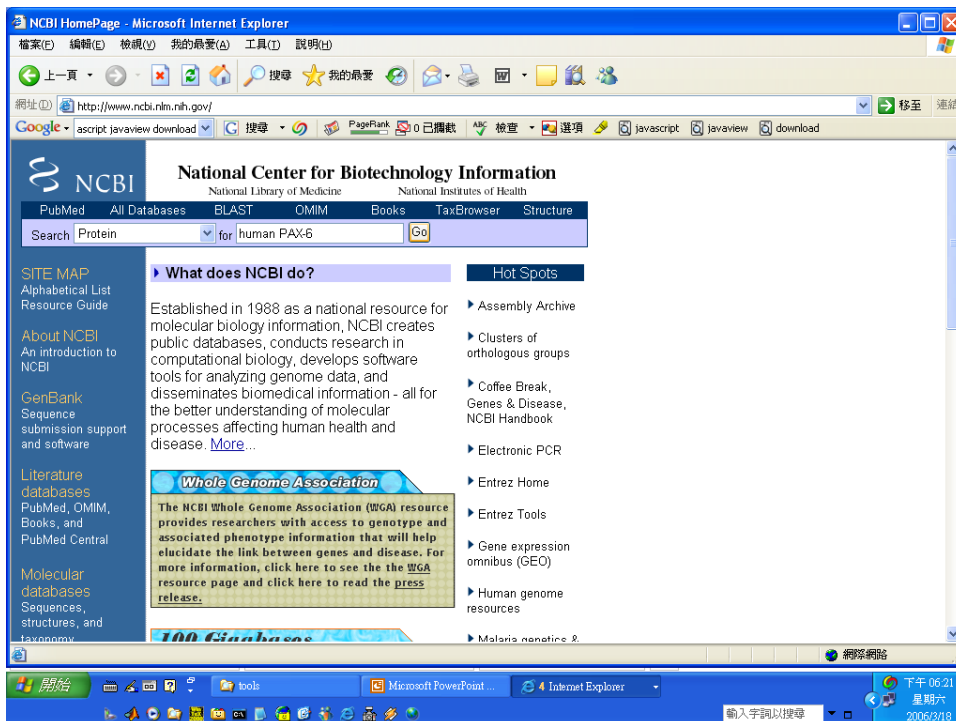 NCBI HomePage - Microsoft Internet Explorer
檔案(F) 編輯(E) 檢視(V) 我的最愛(A) 工具(T) 說明(H)
上一頁 搜尋 我的最愛
網址(D) http://www.ncbi.nlm.nih.gov/ 移至 連結
Google ascript javaview download 搜尋 PageRank 0 已攔截 ABC 檢查 選項 javascript javaview download
NCBI
National Center for Biotechnology Information
National Library of Medicine National Institutes of Health
PubMed All Databases BLAST OMIM Books TaxBrowser Structure
Search Protein for human PAX-6 Go
SITE MAP
Alphabetical List
Resource Guide
About NCBI
An introduction to
NCBI
GenBank
Sequence
submission support
and software
Literature
databases
PubMed, OMIM,
Books, and
PubMed Central
Molecular
databases
Sequences,
structures, and
taxonomy
What does NCBI do?
Established in 1988 as a national resource for
molecular biology information, NCBI creates
public databases, conducts research in
computational biology, develops software
tools for analyzing genome data, and
disseminates biomedical information - all for
the better understanding of molecular
processes affecting human health and
disease. More...
Whole Genome Association
The NCBI Whole Genome Association (WGA) resource
provides researchers with access to genotype and
associated phenotype information that will help
elucidate the link between genes and disease. For
more information, click here to see the the WGA
resource page and click here to read the press
release.
100 Gigabases
Hot Spots
Assembly Archive
Clusters of
orthologous groups
Coffee Break,
Genes & Disease,
NCBI Handbook
Electronic PCR
Entrez Home
Entrez Tools
Gene expression
omnibus (GEO)
Human genome
resources
Malaria genetics &
網際網路
開始 tools Microsoft PowerPoint ... 4 Internet Explorer 下午 06:21
星期六
輸入字詞以搜尋 2006/3/18